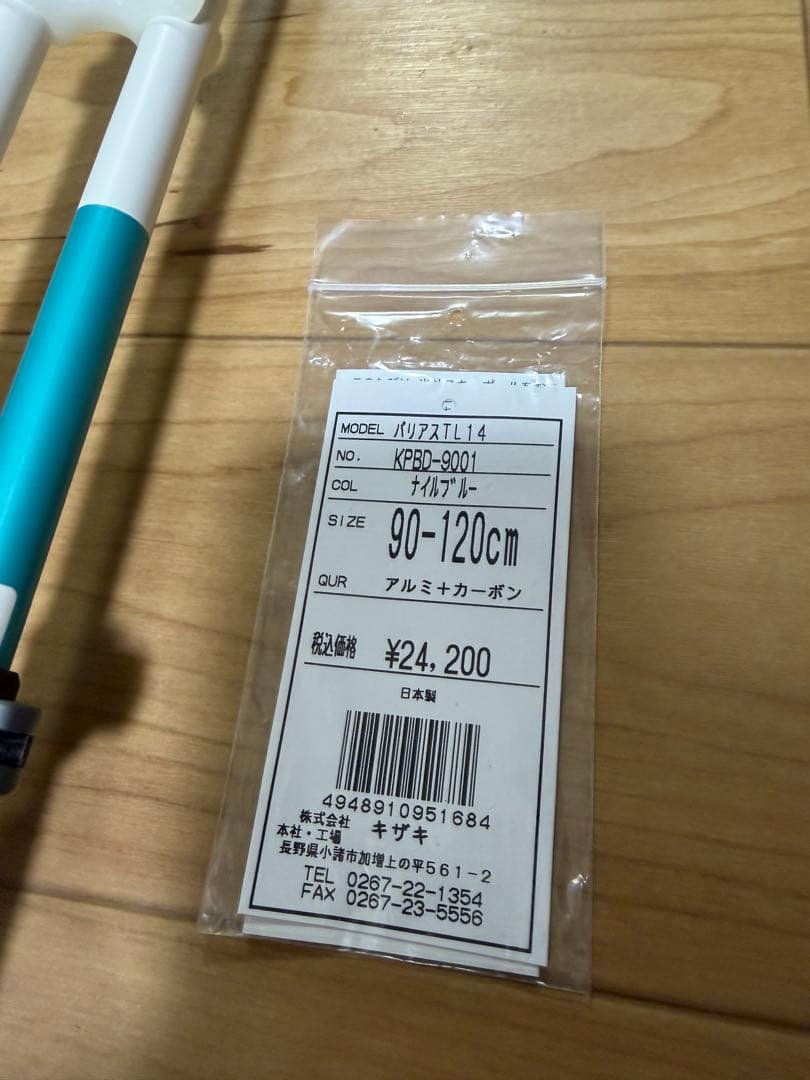 MODEL バリアスTL14
NO. KPBD-9001
COL ナイルブルー
SIZE 90-120cm
QUR アルミ+カーボン
税込価格 ¥24,200
日本製
4948910951684
株式会社 キザキ
本社・工場
長野県小諸市加増上の平561-2
TEL 0267-22-1354
FAX 0267-23-5556